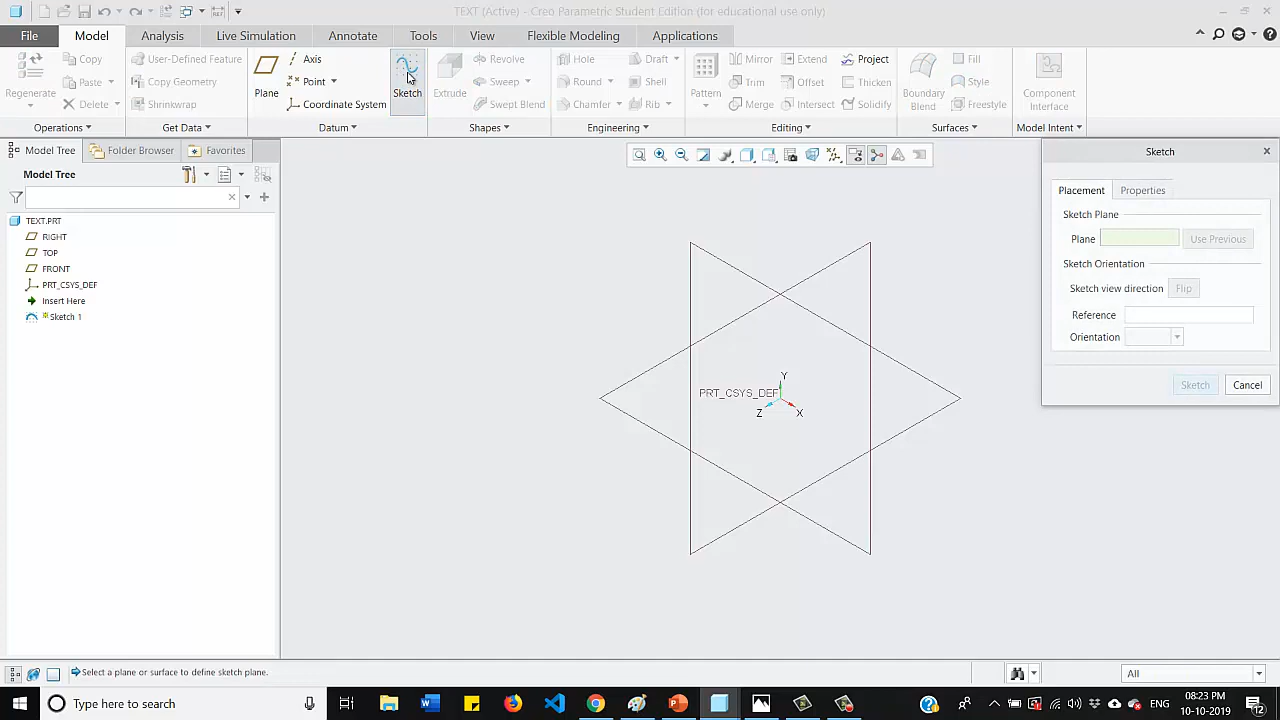 TEXT (Active) - Creo Parametric Student Edition (for educational use only)
File Model Analysis Live Simulation Annotate Tools View Flexible Modeling Applications
Regenerate
Copy
Paste
Delete
Operations
User-Defined Feature
Copy Geometry
Shrinkwrap
Get Data
Plane
Axis
Point
Coordinate System
Sketch
Datum
Extrude
Revolve
Sweep
Swept Blend
Shapes
Hole
Round
Chamfer
Draft
Shell
Rib
Engineering
Pattern
Mirror
Trim
Merge
Extend
Offset
Intersect
Project
Thicken
Solidify
Editing
Boundary
Blend
Fill
Style
Freestyle
Surfaces
Component
Interface
Model Intent
Model Tree Folder Browser Favorites
Model Tree
TEXT.PRT
RIGHT
TOP
FRONT
PRT_CSYS_DEF
Insert Here
Sketch 1
Y
PRT_CSYS_DEF
Z
X
Sketch
Placement Properties
Sketch Plane
Plane Use Previous
Sketch Orientation
Sketch view direction Flip
Reference
Orientation
Sketch Cancel
Select a plane or surface to define sketch plane.
All
Type here to search
ENG
08:23 PM
10-10-2019